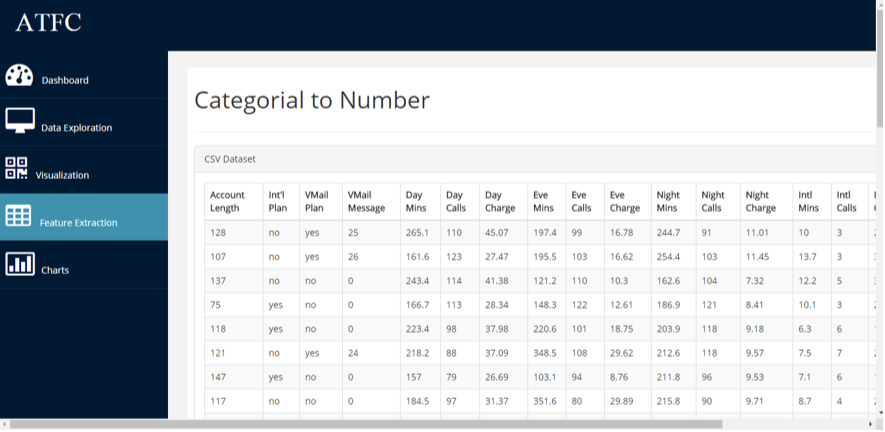 ATFC
Dashboard
Data Exploration
Visualization
Feature Extraction
Charts
Categorial to Number
CSV Dataset
Account Length Int'l Plan VMail Plan VMail Message Day Mins Day Calls Day Charge Eve Mins Eve Calls Eve Charge Night Mins Night Calls Night Charge Intl Mins Intl Calls
128 no yes 25 265.1 110 45.07 197.4 99 16.78 244.7 91 11.01 10 3
107 no yes 26 161.6 123 27.47 195.5 103 16.62 254.4 103 11.45 13.7 3
137 no no 0 243.4 114 41.38 121.2 110 10.3 162.6 104 7.32 12.2 5
75 yes no 0 166.7 113 28.34 148.3 122 12.61 186.9 121 8.41 10.1 3
118 yes no 0 223.4 98 37.98 220.6 101 18.75 203.9 118 9.18 6.3 6
121 no yes 24 218.2 88 37.09 348.5 108 29.62 212.6 118 9.57 7.5 7
147 yes no 0 157 79 26.69 103.1 94 8.76 211.8 96 9.53 7.1 6
117 no no 0 184.5 97 31.37 351.6 80 29.89 215.8 90 9.71 8.7 4